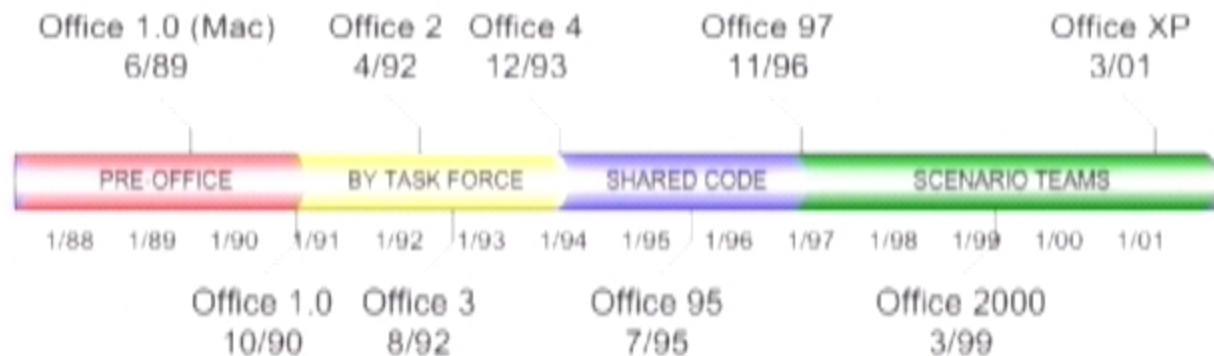 Office 1.0 (Mac) Office 2 Office 4 Office 97 Office XP
6/89 4/92 12/93 11/96 3/01
PRE-OFFICE BY TASK FORCE SHARED CODE SCENARIO TEAMS
1/88 1/89 1/90 1/91 1/92 1/93 1/94 1/95 1/96 1/97 1/98 1/99 1/00 1/01
Office 1.0 Office 3 Office 95 Office 2000
10/90 8/92 7/95 3/99